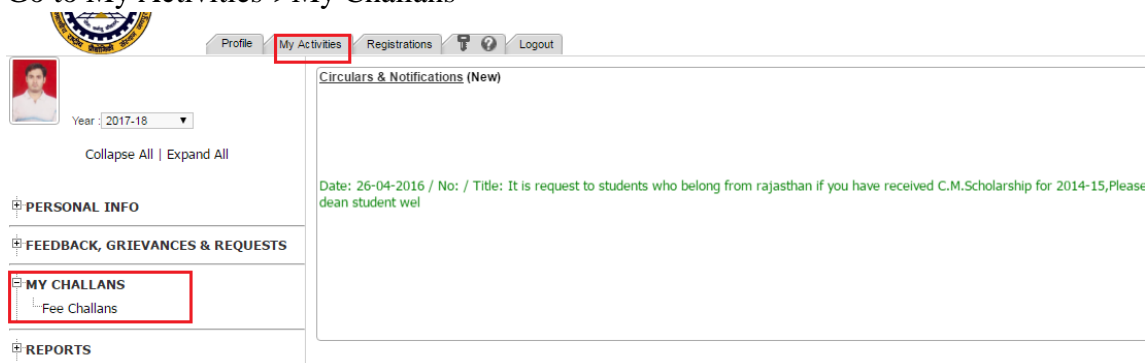 Go to My Activities > My Challans
Profile My Activities Registrations Logout
Year : 2017-18
Collapse All | Expand All
PERSONAL INFO
FEEDBACK, GRIEVANCES & REQUESTS
MY CHALLANS
Fee Challans
REPORTS
Circulars & Notifications (New)
Date: 26-04-2016 / No: / Title: It is request to students who belong from rajasthan if you have received C.M.Scholarship for 2014-15,Please
dean student wel